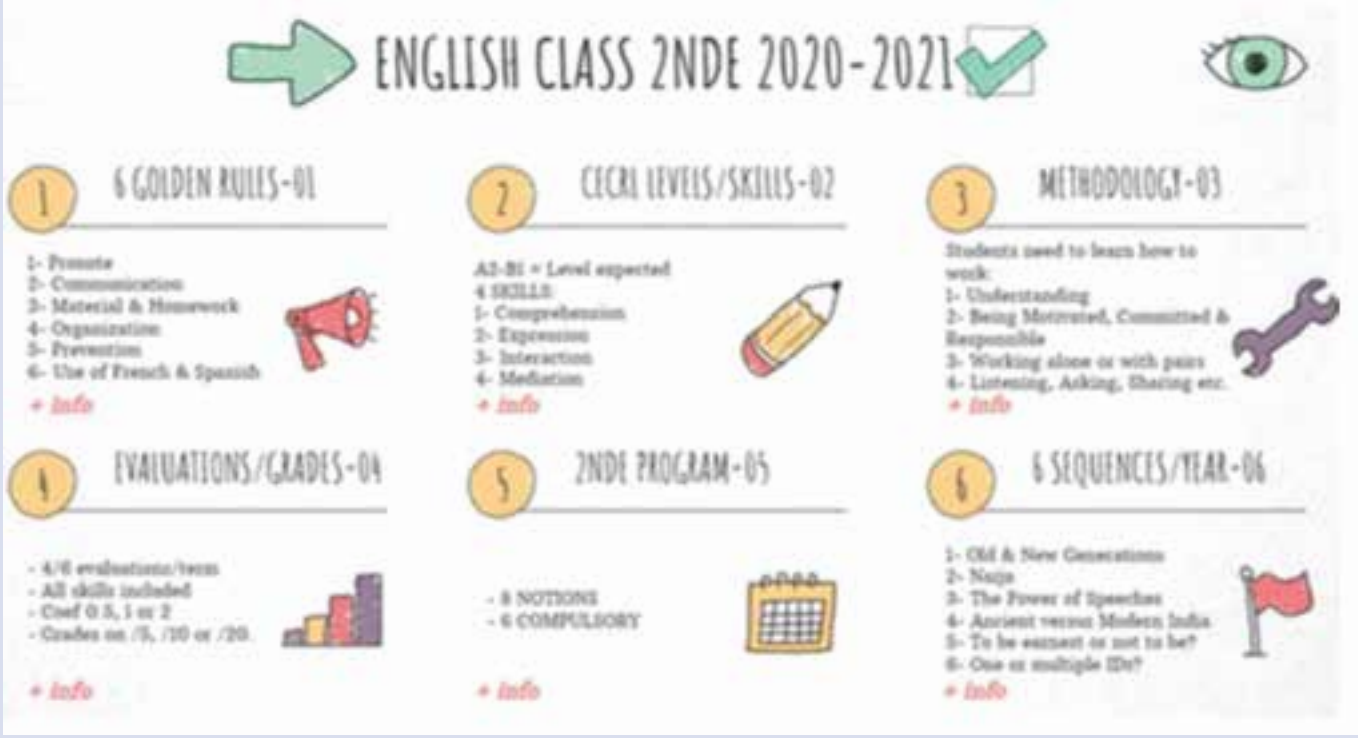 ENGLISH CLASS 2NDE 2020-2021
1
6 GOLDEN RULES-01
1- Promote
2- Communication
3- Material & Homework
4- Organization
5- Prevention
6- Use of French & Spanish
+ info
2
CECRL LEVELS/SKILLS-02
A2-B1 = Level expected
4 SKILLS:
1- Comprehension
2- Expression
3- Interaction
4- Mediation
+ info
3
METHODOLOGY-03
Students need to learn how to
work:
1- Understanding
2- Being Motivated, Committed &
Responsible
3- Working alone or with pairs
4- Listening, Asking, Sharing etc.
+ info
4
EVALUATIONS/GRADES-04
- 4/6 evaluations/term
- All skills included
- Coef 0.5, 1 or 2
- Grades on /5, /10 or /20.
+ info
5
2NDE PROGRAM-05
- 8 NOTIONS
- 6 COMPULSORY
+ info
6
6 SEQUENCES/YEAR-06
1- Old & New Generations
2- Naija
3- The Power of Speeches
4- Ancient versus Modern India
5- To be earnest or not to be?
6- One or multiple IDs?
+ info